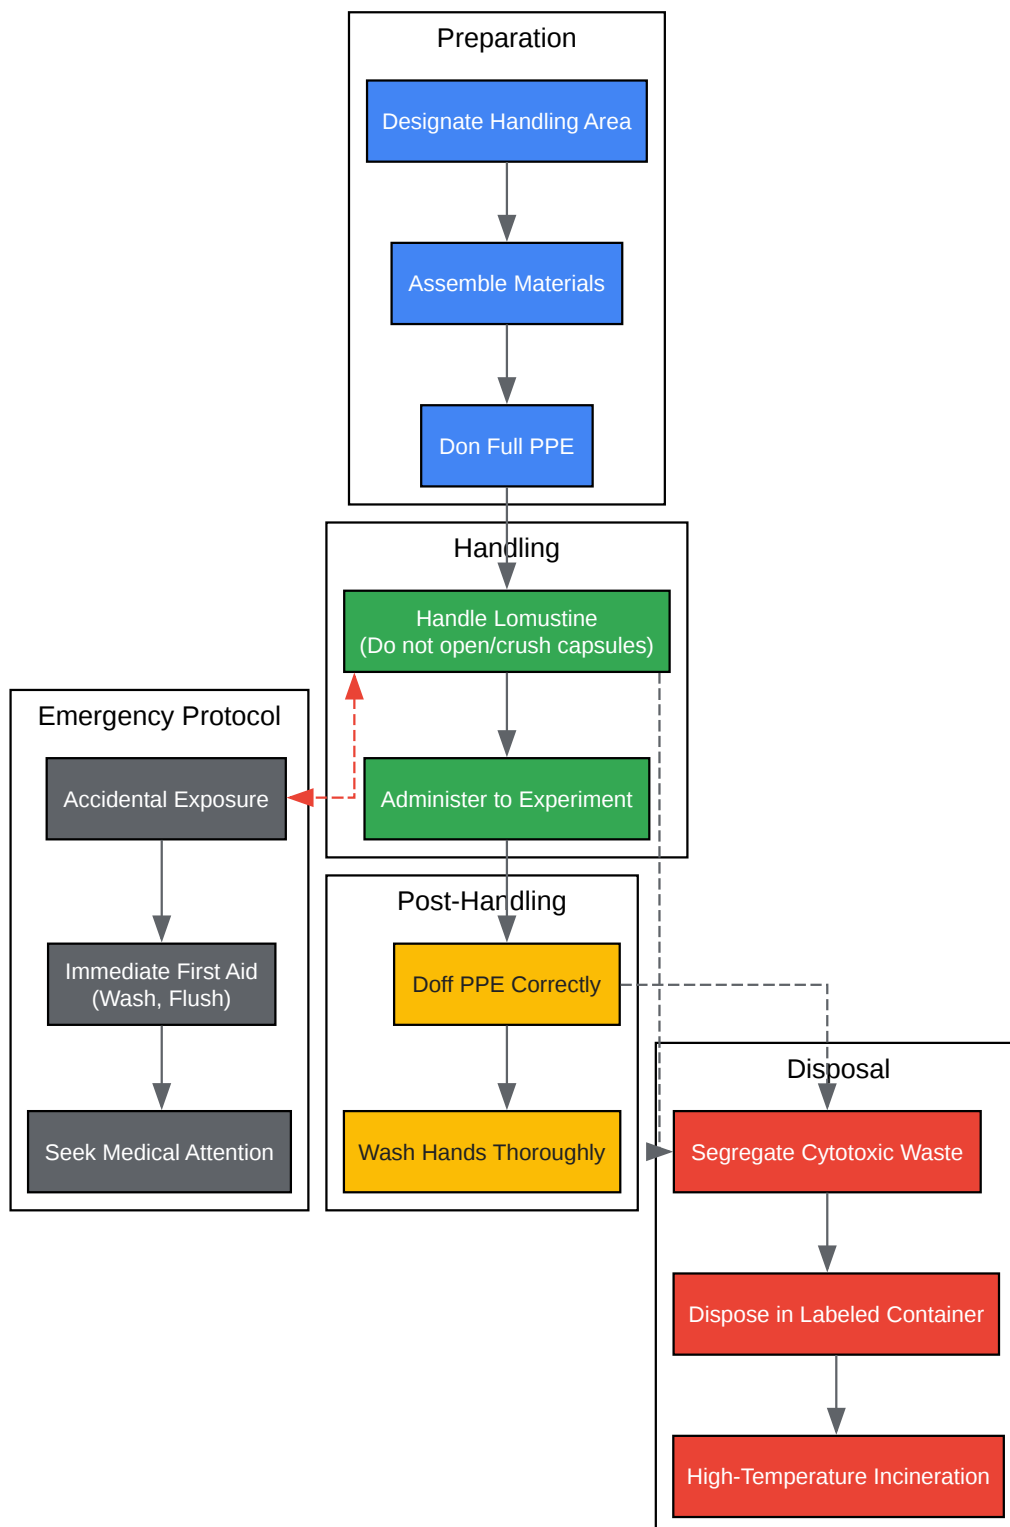 Preparation
Designate Handling Area
Assemble Materials
Don Full PPE
Handling
Handle Lomustine
(Do not open/crush capsules)
Administer to Experiment
Emergency Protocol
Accidental Exposure
Immediate First Aid
(Wash, Flush)
Seek Medical Attention
Post-Handling
Doff PPE Correctly
Wash Hands Thoroughly
Disposal
Segregate Cytotoxic Waste
Dispose in Labeled Container
High-Temperature Incineration